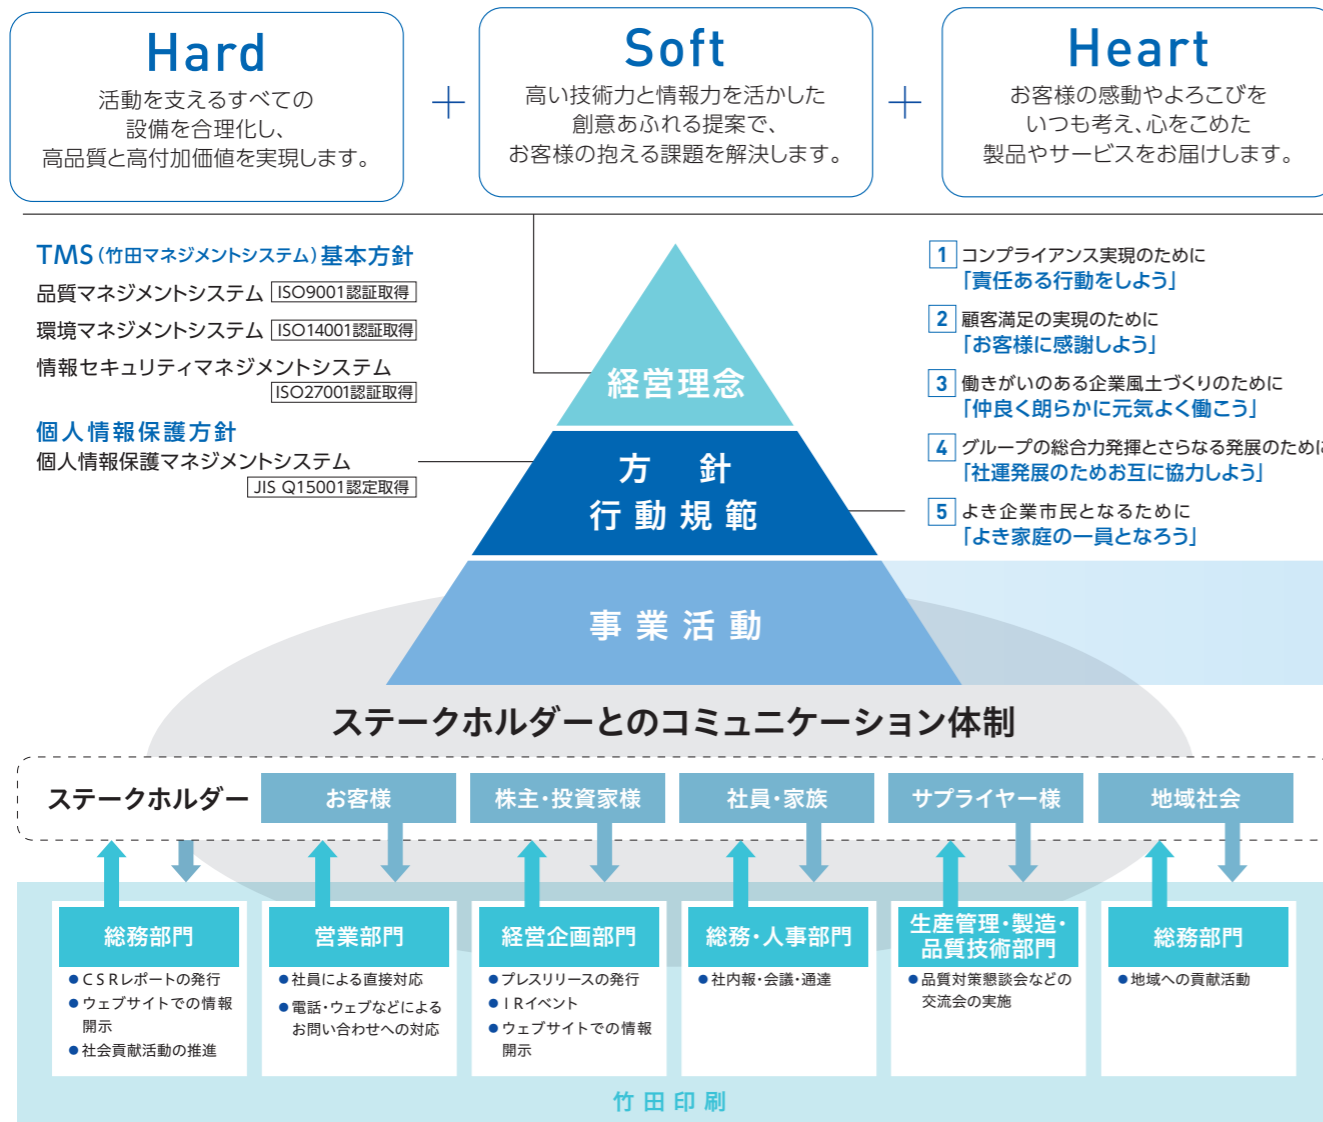 Hard
活動を支えるすべての
設備を合理化し、
高品質と高付加価値を実現します。
+
Soft
高い技術力と情報力を活かした
創意あふれる提案で、
お客様の抱える課題を解決します。
+
Heart
お客様の感動やよろこびを
いつも考え、心をこめた
製品やサービスをお届けします。
TMS(竹田マネジメントシステム)基本方針
品質マネジメントシステム ISO9001認証取得
環境マネジメントシステム ISO14001認証取得
情報セキュリティマネジメントシステム
ISO27001認証取得
個人情報保護方針
個人情報保護マネジメントシステム
JIS Q15001認定取得
経営理念
方 針
行動規範
事業活動
1 コンプライアンス実現のために
「責任ある行動をしよう」
2 顧客満足の実現のために
「お客様に感謝しよう」
3 働きがいのある企業風土づくりのために
「仲良く朗らかに元気よく働こう」
4 グループの総合力発揮とさらなる発展のために
「社運発展のためお互に協力しよう」
5 よき企業市民となるために
「よき家庭の一員となろう」
ステークホルダーとのコミュニケーション体制
ステークホルダー
お客様
株主・投資家様
社員・家族
サプライヤー様
地域社会
総務部門
●CSRレポートの発行
●ウェブサイトでの情報
開示
●社会貢献活動の推進
営業部門
●社員による直接対応
●電話・ウェブなどによる
お問い合わせへの対応
経営企画部門
●プレスリリースの発行
●IRイベント
●ウェブサイトでの情報
開示
総務・人事部門
●社内報・会議・通達
生産管理・製造・
品質技術部門
●品質対策懇談会などの
交流会の実施
総務部門
●地域への貢献活動
竹田印刷